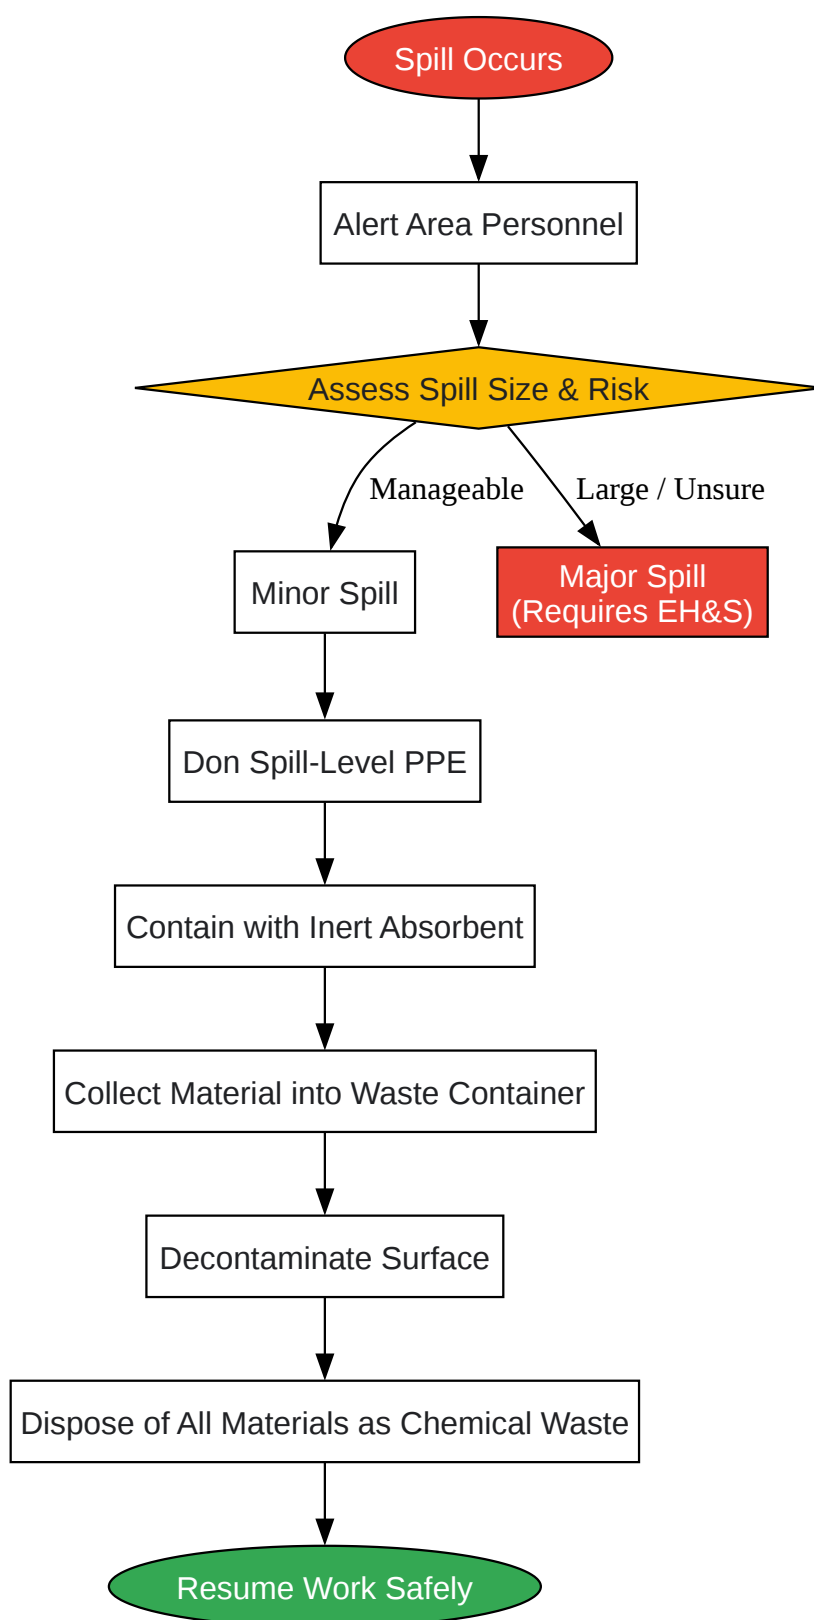 Spill Occurs
Alert Area Personnel
Assess Spill Size & Risk
Manageable
Large / Unsure
Minor Spill
Major Spill
(Requires EH&S)
Don Spill-Level PPE
Contain with Inert Absorbent
Collect Material into Waste Container
Decontaminate Surface
Dispose of All Materials as Chemical Waste
Resume Work Safely